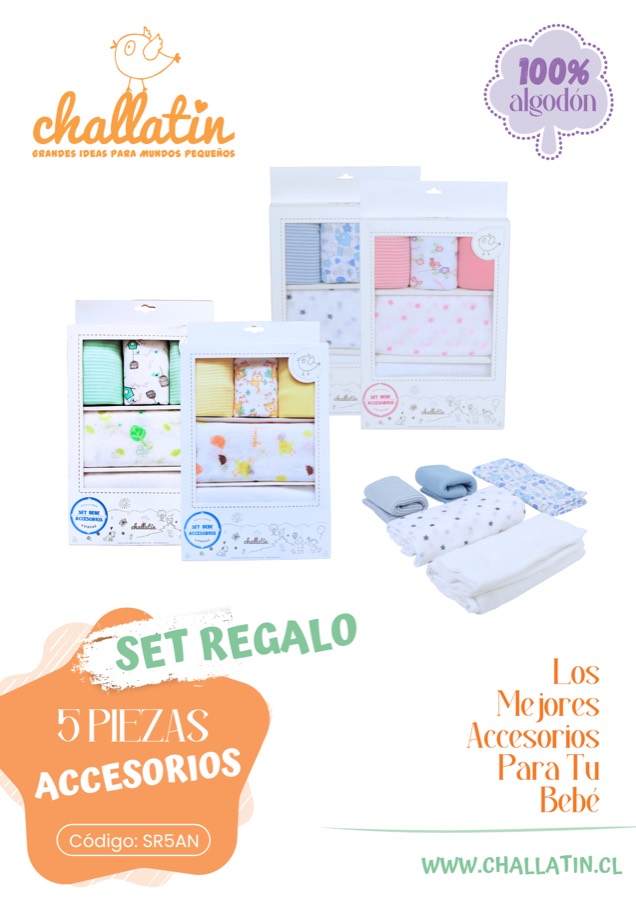 challatin
GRANDES IDEAS PARA MUNDOS PEQUEÑOS
100%
algodón
SET BEBE
ACCESORIOS
SET BEBE
ACCESORIOS
challatin
SET BEBE
ACCESORIOS
challatin
SET REGALO
5 PIEZAS
ACCESORIOS
Código: SR5AN
Los
Mejores
Accesorios
Para Tu
Bebé
WWW.CHALLATIN.CL